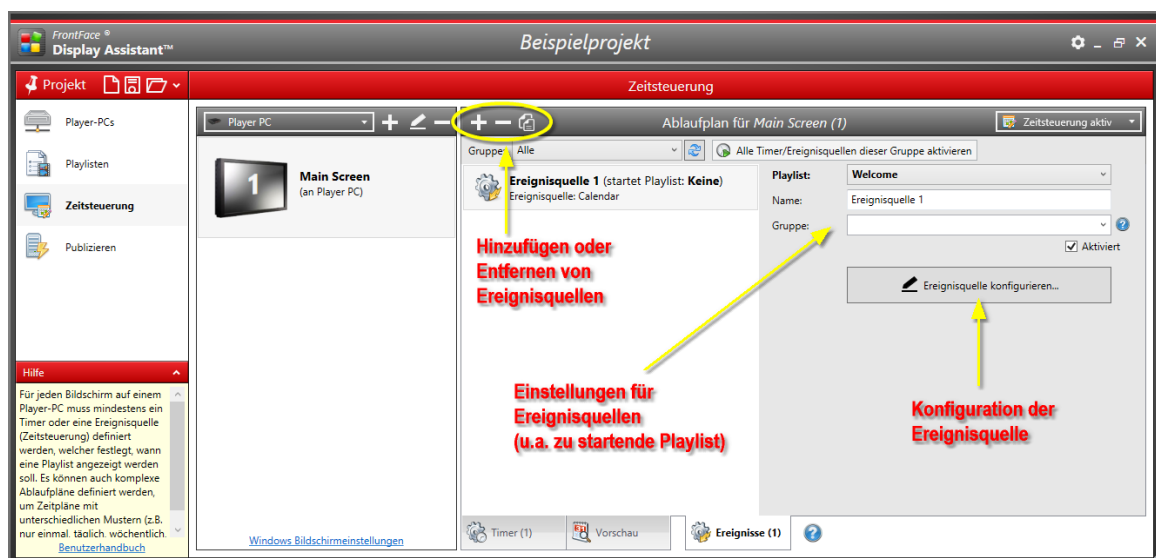 FrontFace ®
Display Assistant™
Beispielprojekt
Projekt
Zeitsteuerung
Player-PCs
Playlisten
Zeitsteuerung
Publizieren
Player PC
1
Main Screen
(an Player PC)
Windows Bildschirmeinstellungen
Ablaufplan für Main Screen (1)
Zeitsteuerung aktiv
Gruppe: Alle
Alle Timer/Ereignisquellen dieser Gruppe aktivieren
Ereignisquelle 1 (startet Playlist: Keine)
Ereignisquelle: Calendar
Playlist: Welcome
Name: Ereignisquelle 1
Gruppe:
Aktiviert
Ereignisquelle konfigurieren...
Hinzufügen oder
Entfernen von
Ereignisquellen
Einstellungen für
Ereignisquellen
(u.a. zu startende Playlist)
Konfiguration der
Ereignisquelle
Timer (1)
Vorschau
Ereignisse (1)
Hilfe
Für jeden Bildschirm auf einem
Player-PC muss mindestens ein
Timer oder eine Ereignisquelle
(Zeitsteuerung) definiert
werden, welcher festlegt, wann
eine Playlist angezeigt werden
soll. Es können auch komplexe
Ablaufpläne definiert werden,
um Zeitpläne mit
unterschiedlichen Mustern (z.B.
nur einmal, täglich, wöchentlich,
Benutzerhandbuch